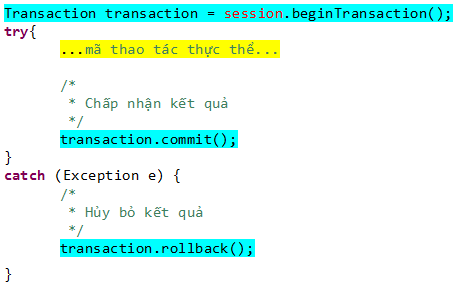 Transaction transaction = session.beginTransaction();
try{
...mã thao tác thực thể...
/*
* Chấp nhận kết quả
*/
transaction.commit();
}
catch (Exception e) {
/*
* Hủy bỏ kết quả
*/
transaction.rollback();
}